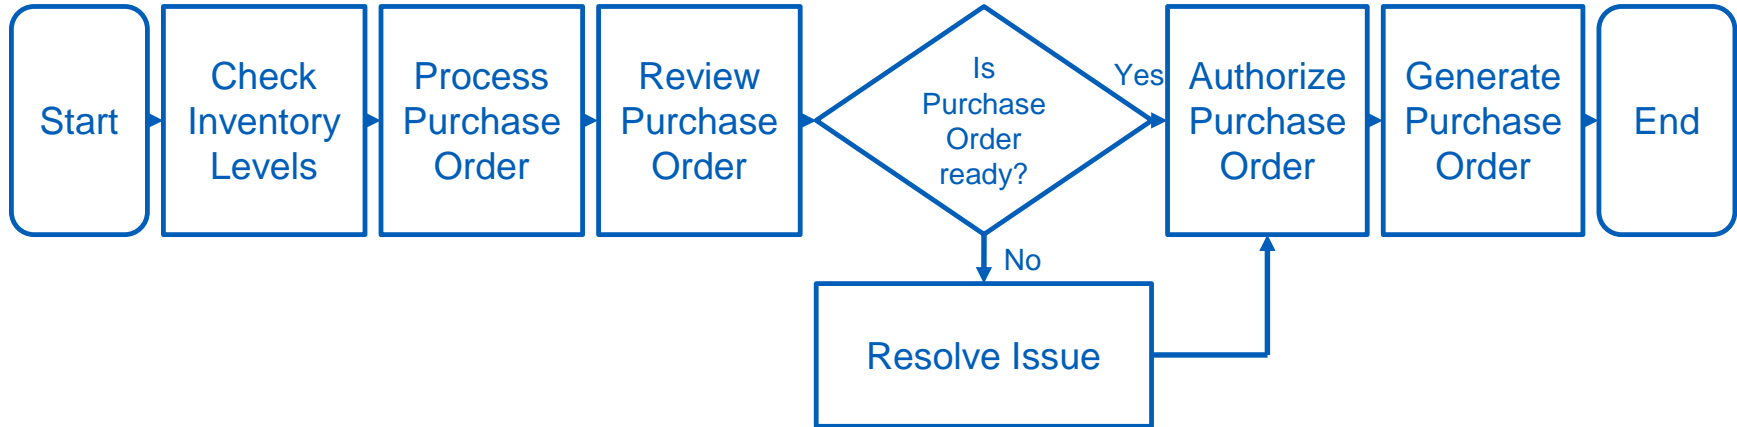 Start
Check
Inventory
Levels
Process
Purchase
Order
Review
Purchase
Order
Is
Purchase
Order
ready?
Yes
Authorize
Purchase
Order
Generate
Purchase
Order
End
No
Resolve Issue